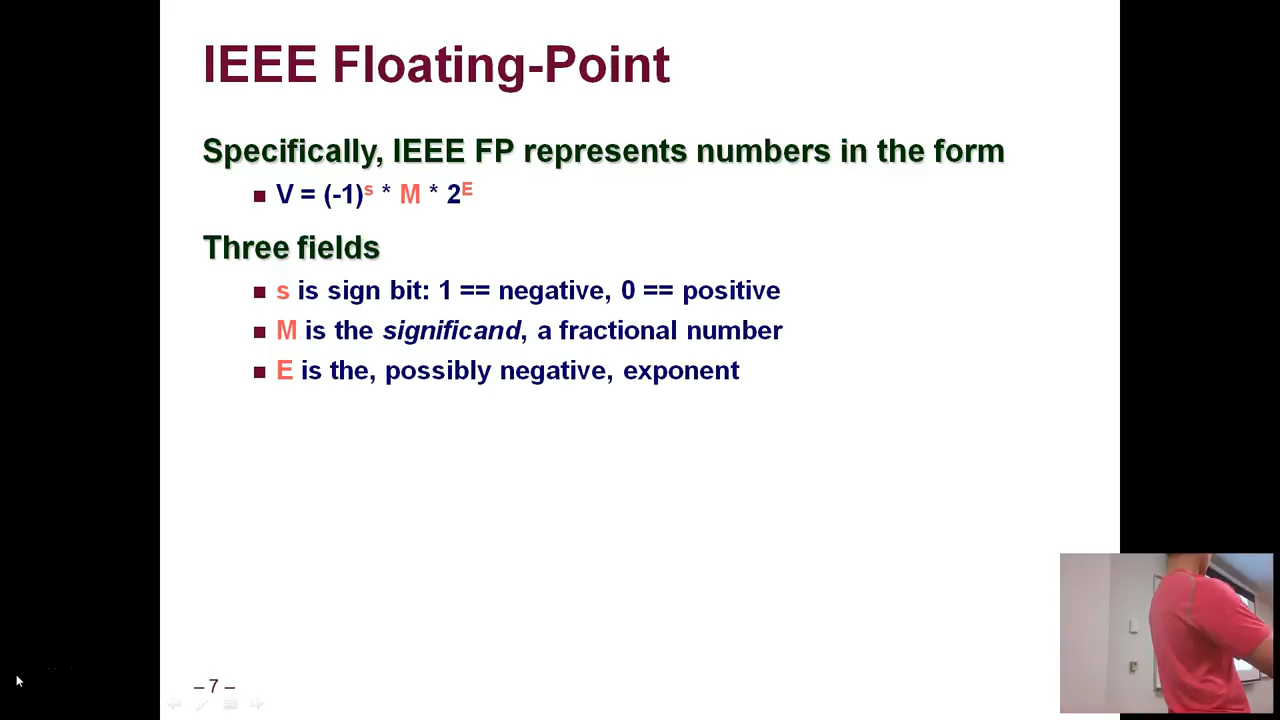 IEEE Floating-Point
Specifically, IEEE FP represents numbers in the form
V = (-1)s * M * 2E
Three fields
s is sign bit: 1 == negative, 0 == positive
M is the significand, a fractional number
E is the, possibly negative, exponent
– 7 –